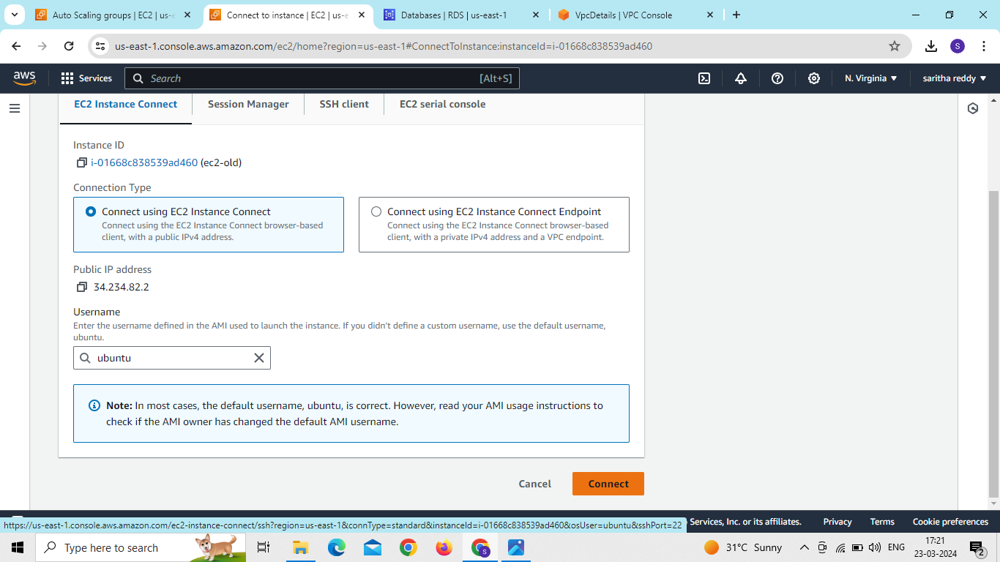 Auto Scaling groups | EC2 | us-e
Connect to instance | EC2 | us-e
Databases | RDS | us-east-1
VpcDetails | VPC Console
us-east-1.console.aws.amazon.com/ec2/home?region=us-east-1#ConnectToInstance:instanceId=i-01668c838539ad460
S
aws
Services
Search
[Alt+S]
N. Virginia
saritha reddy
EC2 Instance Connect
Session Manager
SSH client
EC2 serial console
Instance ID
i-01668c838539ad460 (ec2-old)
Connection Type
Connect using EC2 Instance Connect
Connect using the EC2 Instance Connect browser-based
client, with a public IPv4 address.
Connect using EC2 Instance Connect Endpoint
Connect using the EC2 Instance Connect browser-based
client, with a private IPv4 address and a VPC endpoint.
Public IP address
34.234.82.2
Username
Enter the username defined in the AMI used to launch the instance. If you didn't define a custom username, use the default username,
ubuntu.
ubuntu
Note: In most cases, the default username, ubuntu, is correct. However, read your AMI usage instructions to
check if the AMI owner has changed the default AMI username.
Cancel
Connect
https://us-east-1.console.aws.amazon.com/ec2-instance-connect/ssh?region=us-east-1&connType=standard&instanceId=i-01668c838539ad460&osUser=ubuntu&sshPort=22
Services, Inc. or its affiliates.
Privacy
Terms
Cookie preferences
Type here to search
S
31°C Sunny
ENG
17:21
23-03-2024
2